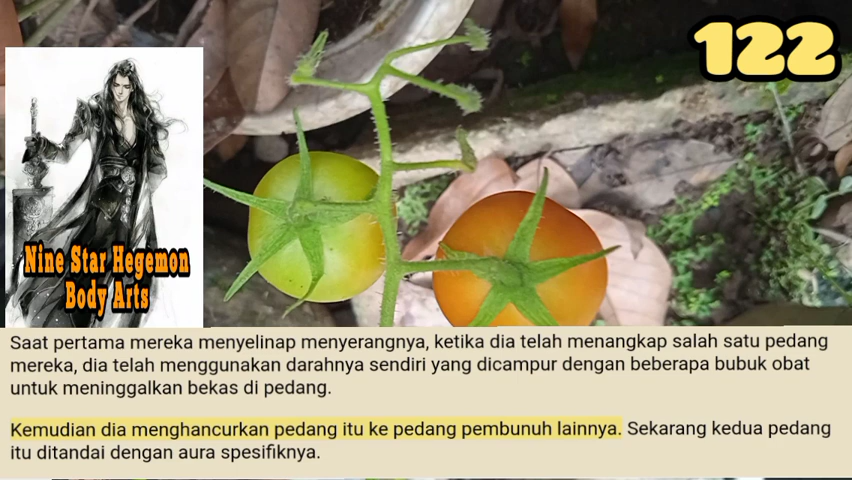 122
Nine Star Hegemon
Body Arts
Saat pertama mereka menyelinap menyerangnya, ketika dia telah menangkap salah satu pedang
mereka, dia telah menggunakan darahnya sendiri yang dicampur dengan beberapa bubuk obat
untuk meninggalkan bekas di pedang.
Kemudian dia menghancurkan pedang itu ke pedang pembunuh lainnya. Sekarang kedua pedang
itu ditandai dengan aura spesifiknya.